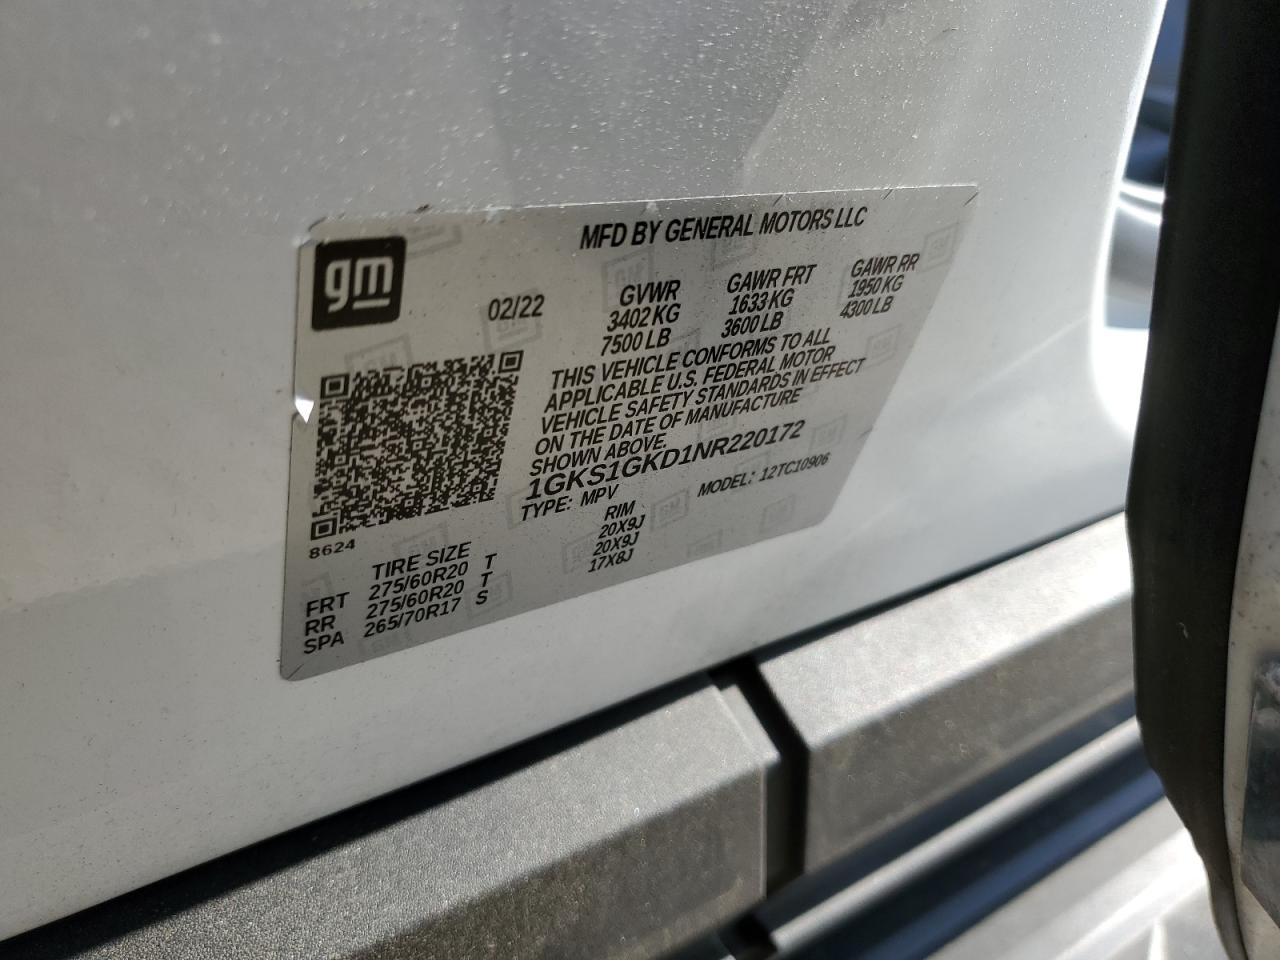 MFD BY GENERAL MOTORS LLC
gm
02/22
GVWR GAWR FRT GAWR RR
3402 KG 1633 KG 1950 KG
7500 LB 3600 LB 4300 LB
THIS VEHICLE CONFORMS TO ALL
APPLICABLE U.S. FEDERAL MOTOR
VEHICLE SAFETY STANDARDS IN EFFECT
ON THE DATE OF MANUFACTURE
SHOWN ABOVE.
1GKS1GKD1NR220172
TYPE: MPV MODEL: 12TC10906
8624
TIRE SIZE RIM
FRT 275/60R20 T 20X9J
RR 275/60R20 T 20X9J
SPA 265/70R17 S 17X8J